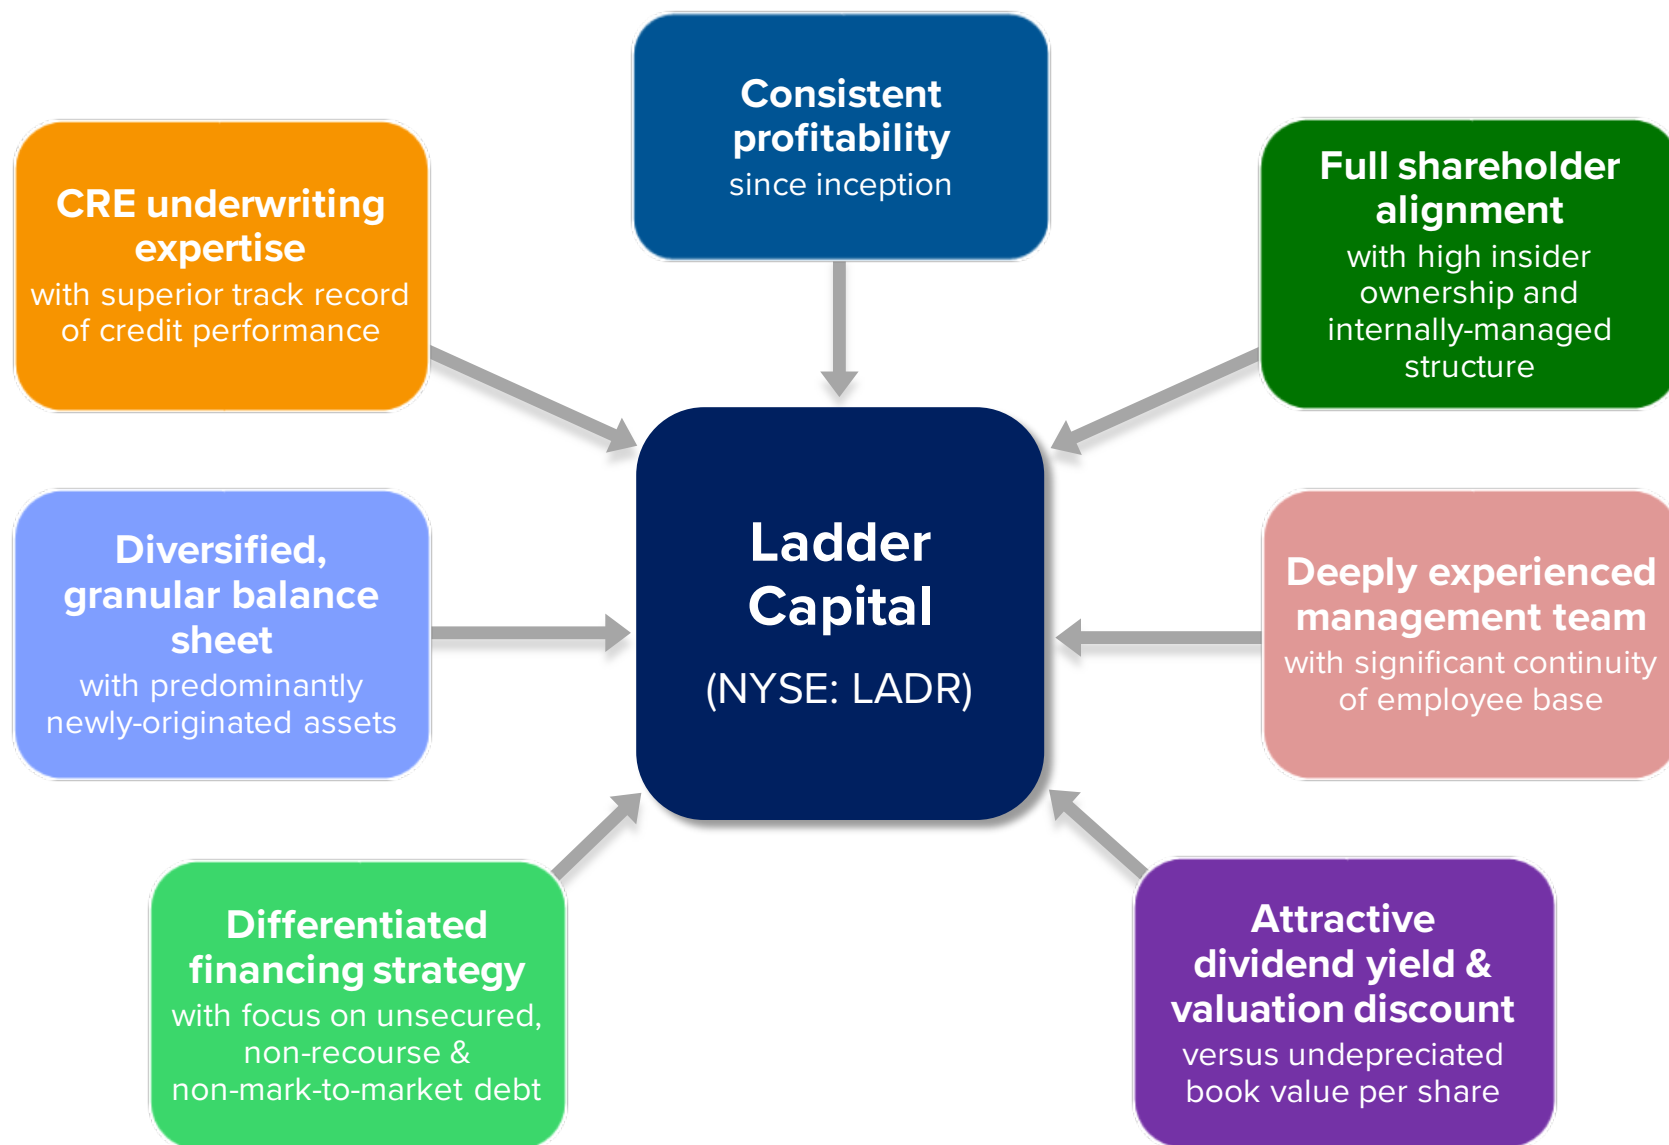 Consistent
profitability
since inception
CRE underwriting
expertise
with superior track record
of credit performance
Full shareholder
alignment
with high insider
ownership and
internally-managed
structure
Ladder
Capital
(NYSE: LADR)
Diversified,
granular balance
sheet
with predominantly
newly-originated assets
Deeply experienced
management team
with significant continuity
of employee base
Differentiated
financing strategy
with focus on unsecured,
non-recourse &
non-mark-to-market debt
Attractive
dividend yield &
valuation discount
versus undepreciated
book value per share